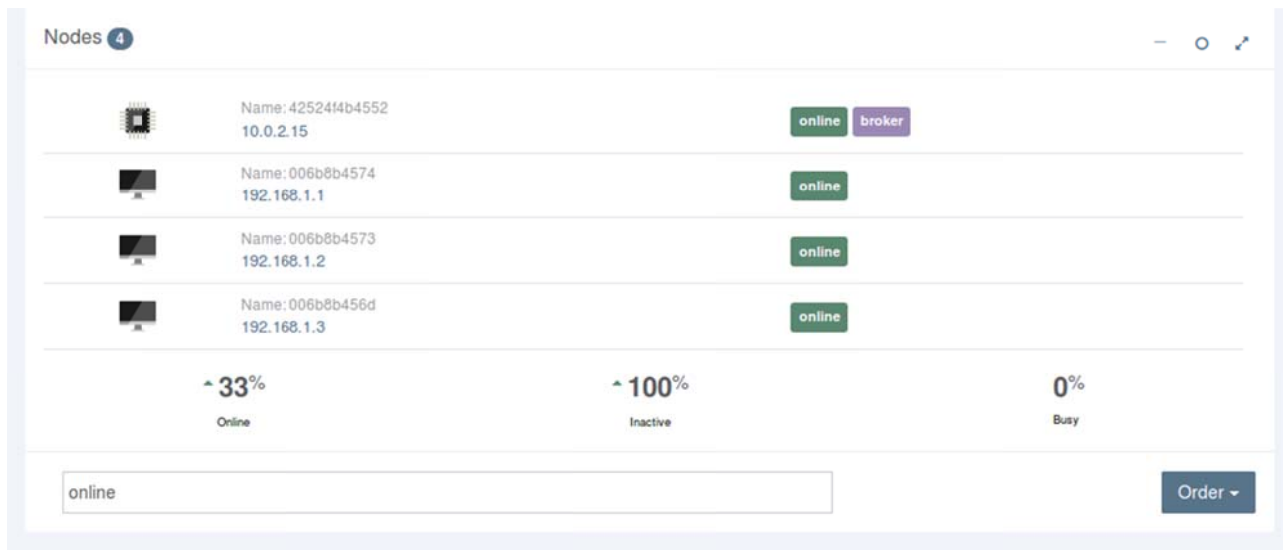 Nodes 4
Name: 42524f4b4552
10.0.2.15
online broker
Name: 006b8b4574
192.168.1.1
online
Name: 006b8b4573
192.168.1.2
online
Name: 006b8b456d
192.168.1.3
online
33% 100% 0%
Online Inactive Busy
online Order